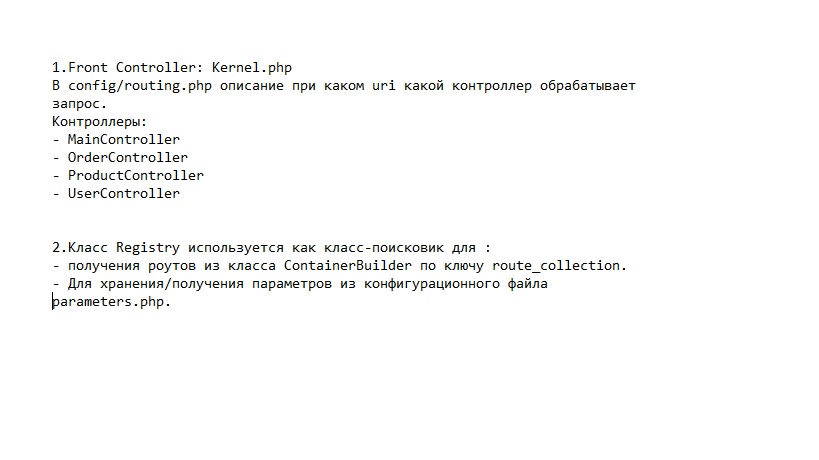 1.Front Controller: Kernel.php
В config/routing.php описание при каком uri какой контроллер обрабатывает
запрос.
Контроллеры:
- MainController
- OrderController
- ProductController
- UserController
2.Класс Registry используется как класс-поисковик для :
- получения роутов из класса ContainerBuilder по ключу route_collection.
- Для хранения/получения параметров из конфигурационного файла
parameters.php.